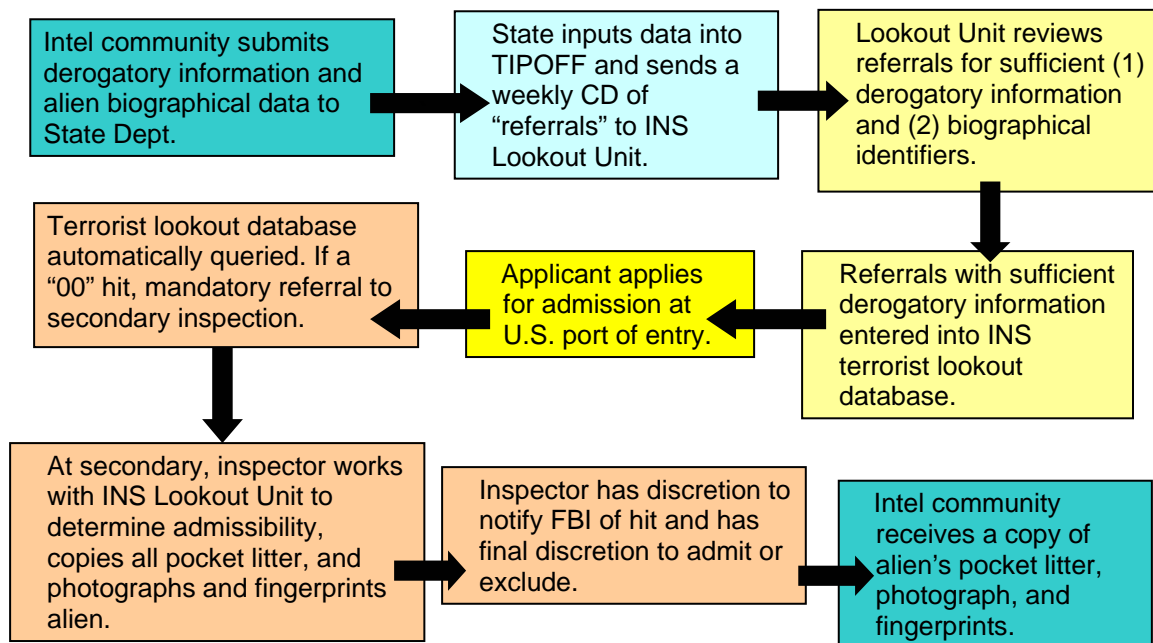 Intel community submits
derogatory information and
alien biographical data to
State Dept.
State inputs data into
TIPOFF and sends a
weekly CD of
“referrals” to INS
Lookout Unit.
Lookout Unit reviews
referrals for sufficient (1)
derogatory information
and (2) biographical
identifiers.
Referrals with sufficient
derogatory information
entered into INS
terrorist lookout
database.
Applicant applies
for admission at
U.S. port of entry.
Terrorist lookout database
automatically queried. If a
“00” hit, mandatory referral to
secondary inspection.
At secondary, inspector works
with INS Lookout Unit to
determine admissibility,
copies all pocket litter, and
photographs and fingerprints
alien.
Inspector has discretion to
notify FBI of hit and has
final discretion to admit or
exclude.
Intel community
receives a copy of
alien’s pocket litter,
photograph, and
fingerprints.